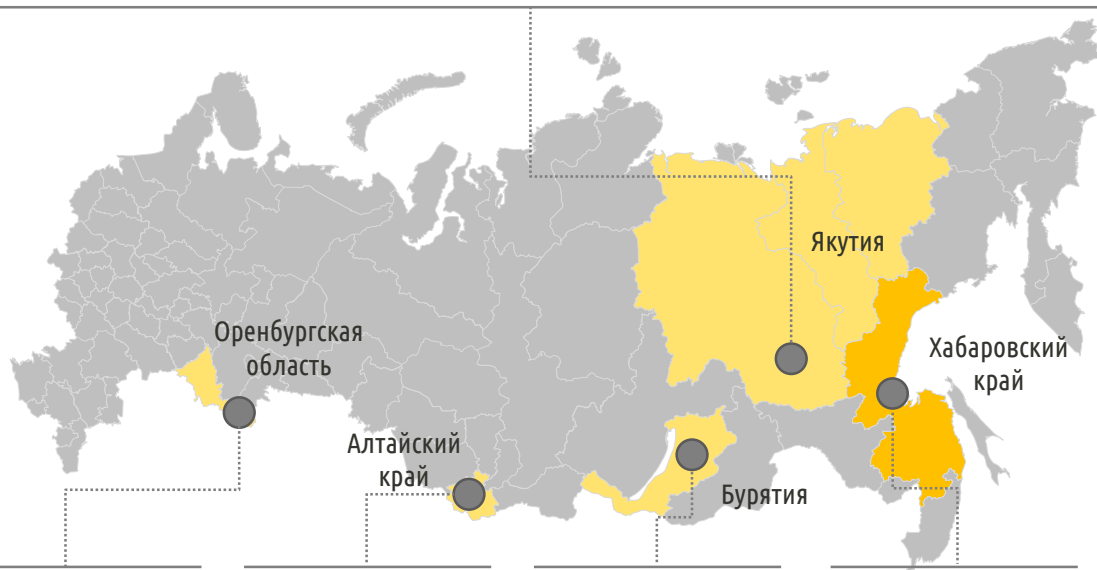 Якутия
Оренбургская
область
Хабаровский
край
Алтайский
край
Бурятия